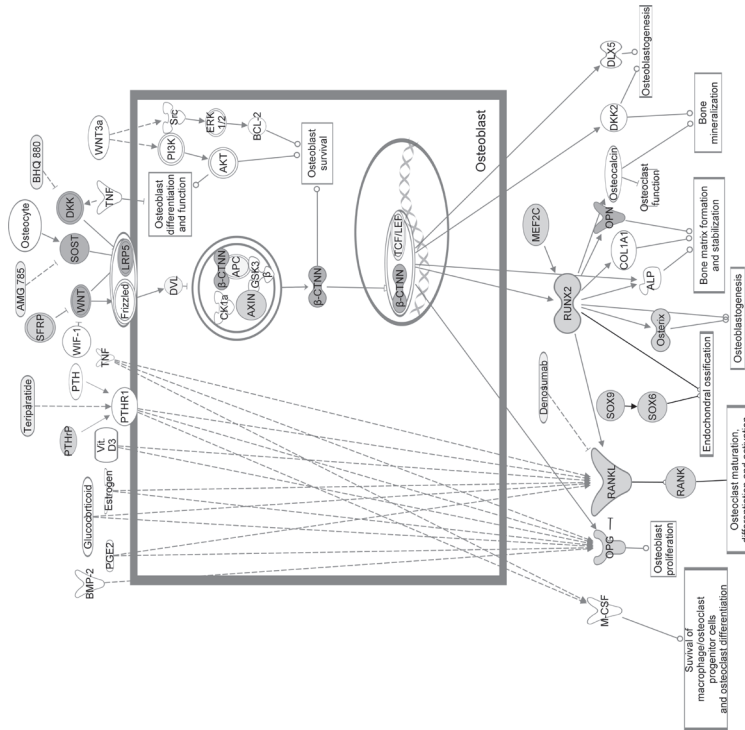 BHQ 880
Osteocyte
AMG 785
WNT3a
DKK
TNF
SOST
SFRP
WNT
WIF-1
LRP5
Frizzled
Teriparatide
PTH
PTHrP
PTHR1
TNF
Vit.
D3
Estrogen
Glucocorticoid
PGE2
BMP-2
Src
PI3K
ERK
1/2
AKT
BCL-2
Osteoblast
differentiation
and function
Osteoblast
survival
DVL
β-CTNN
CK1a
APC
AXIN
GSK3
β
β-CTNN
β-CTNN
TCF/LEF
Osteoblast
DLX5
DKK2
Osteoblastogenesis
Osteocalcin
Osteoclast
function
Bone
mineralization
MEF2C
OPN
RUNX2
COL1A1
ALP
Bone matrix formation
and stabilization
Osterix
Osteoblastogenesis
Denosumab
SOX9
SOX6
Endochondral ossification
RANKL
RANK
Osteoclast maturation,
OPG
Osteoblast
proliferation
M-CSF
Suvival of
macrophage/osteoclast
progenitor cells
and osteoclast differentiation